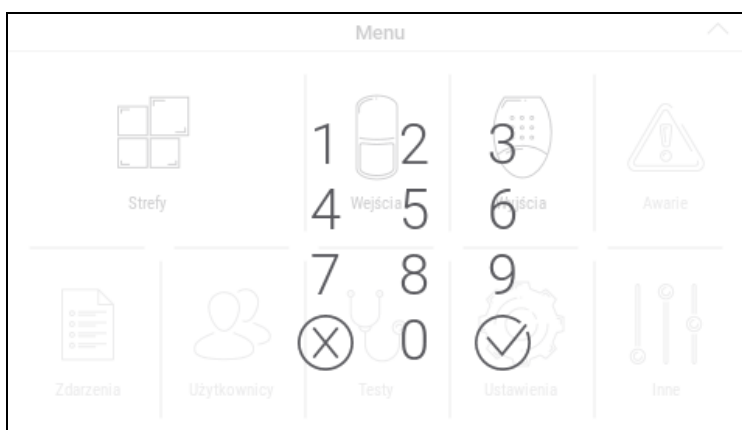 Menu
1 2 3
Strefy Wejścia Wyjścia Awarie
4 5 6
7 8 9
0
Zdarzenia Użytkownicy Testy Ustawienia Inne